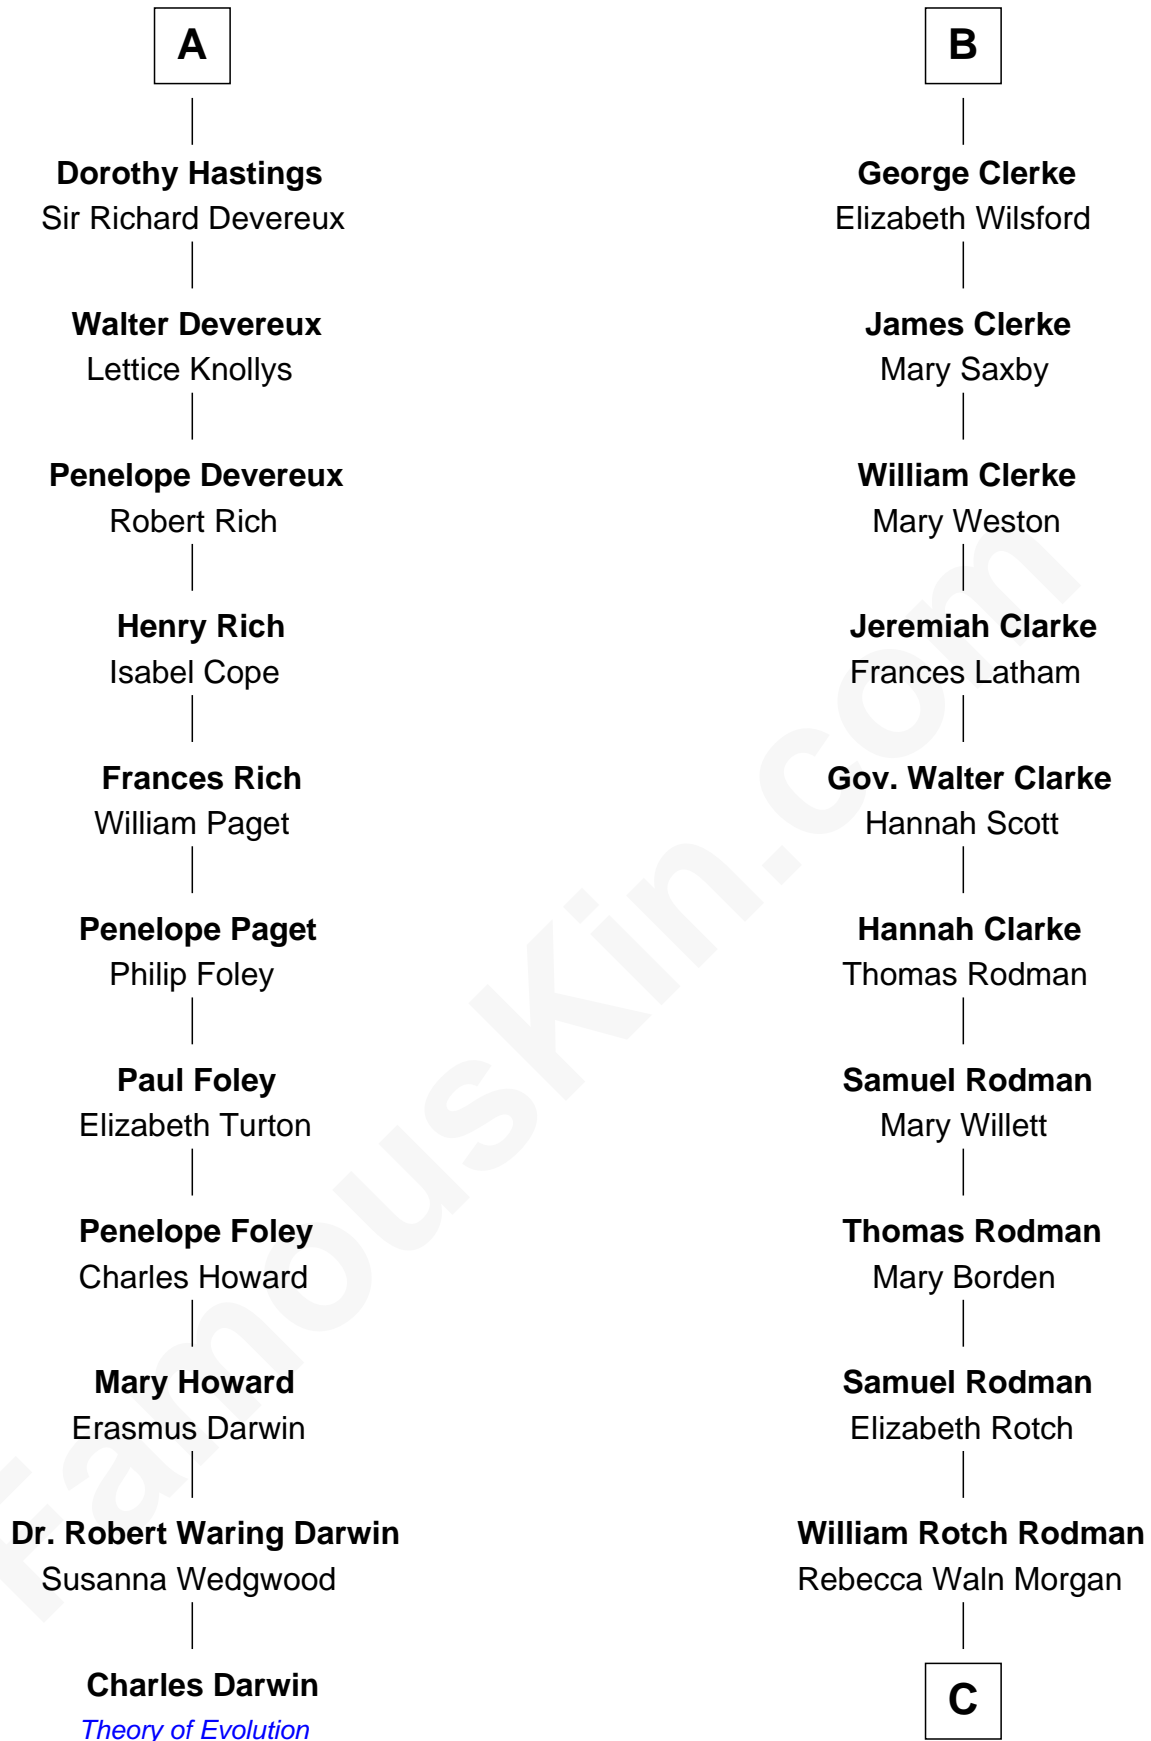 A
Dorothy Hastings
Sir Richard Devereux
Walter Devereux
Lettice Knollys
Penelope Devereux
Robert Rich
Henry Rich
Isabel Cope
Frances Rich
William Paget
Penelope Paget
Philip Foley
Paul Foley
Elizabeth Turton
Penelope Foley
Charles Howard
Mary Howard
Erasmus Darwin
Dr. Robert Waring Darwin
Susanna Wedgwood
Charles Darwin
Theory of Evolution
B
George Clerke
Elizabeth Wilsford
James Clerke
Mary Saxby
William Clerke
Mary Weston
Jeremiah Clarke
Frances Latham
Gov. Walter Clarke
Hannah Scott
Hannah Clarke
Thomas Rodman
Samuel Rodman
Mary Willett
Thomas Rodman
Mary Borden
Samuel Rodman
Elizabeth Rotch
William Rotch Rodman
Rebecca Waln Morgan
C
FamousKin.com